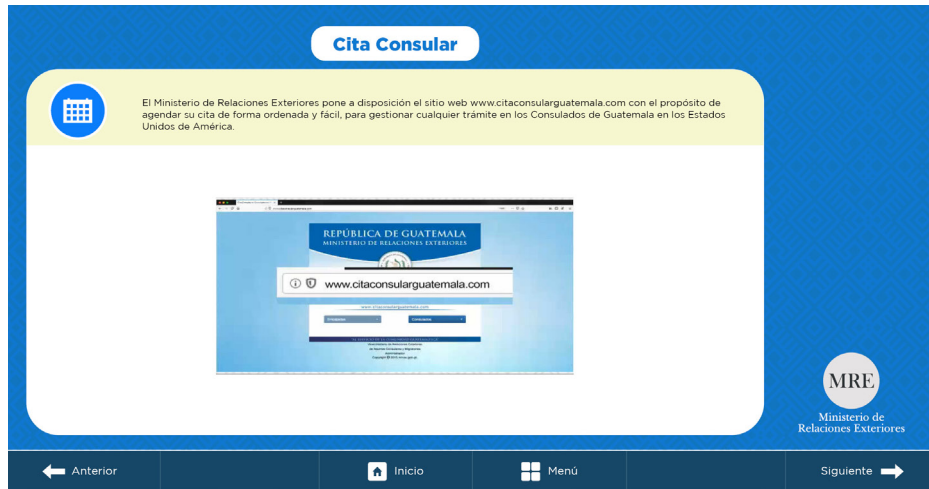 Cita Consular
El Ministerio de Relaciones Exteriores pone a disposición el sitio web www.citaconsularguatemala.com con el propósito de
agendar su cita de forma ordenada y fácil, para gestionar cualquier trámite en los Consulados de Guatemala en los Estados
Unidos de América.
REPÚBLICA DE GUATEMALA
MINISTERIO DE RELACIONES EXTERIORES
www.citaconsularguatemala.com
www.citaconsularguatemala.com
MRE
Ministerio de
Relaciones Exteriores
Anterior
Inicio
Menú
Siguiente